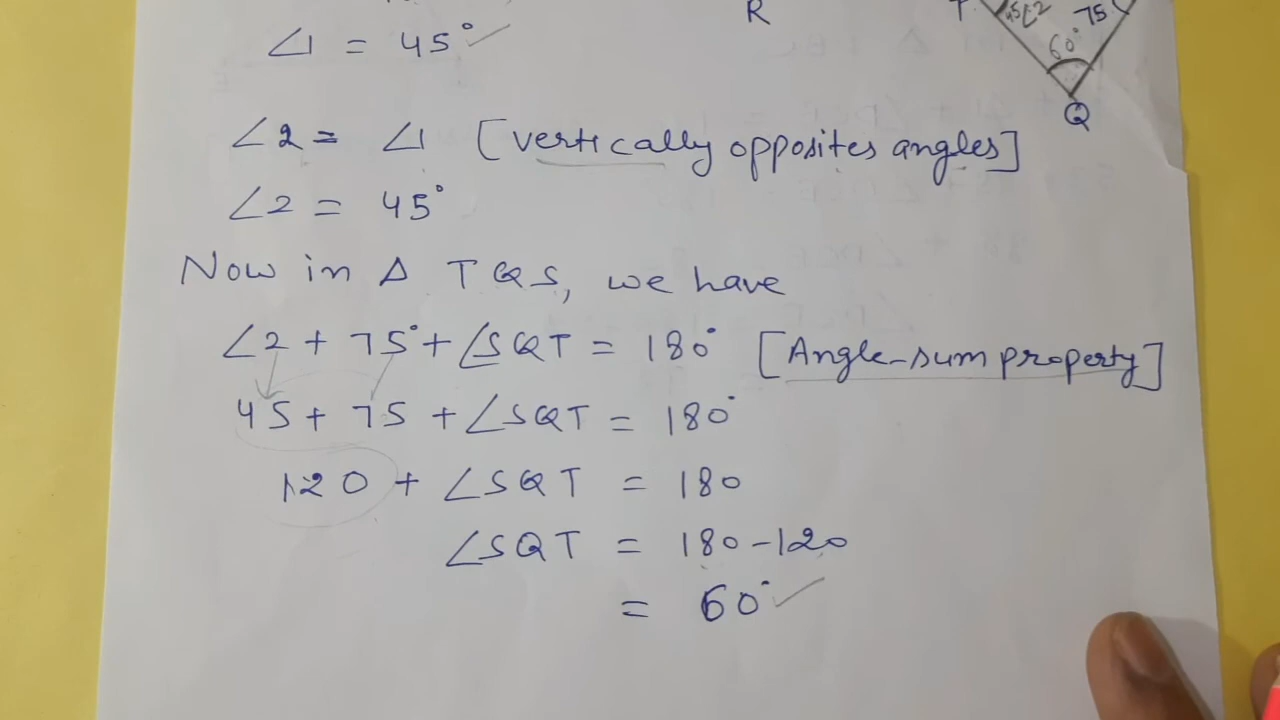 R
T
45 ∠2
75
60°
Q
∠1 = 45°
∠2 = ∠1 [vertically opposites angles]
∠2 = 45°
Now in Δ TQS, we have
∠2 + 75° + ∠SQT = 180° [Angle-sum property]
45 + 75 + ∠SQT = 180°
120 + ∠SQT = 180
∠SQT = 180-120
= 60°